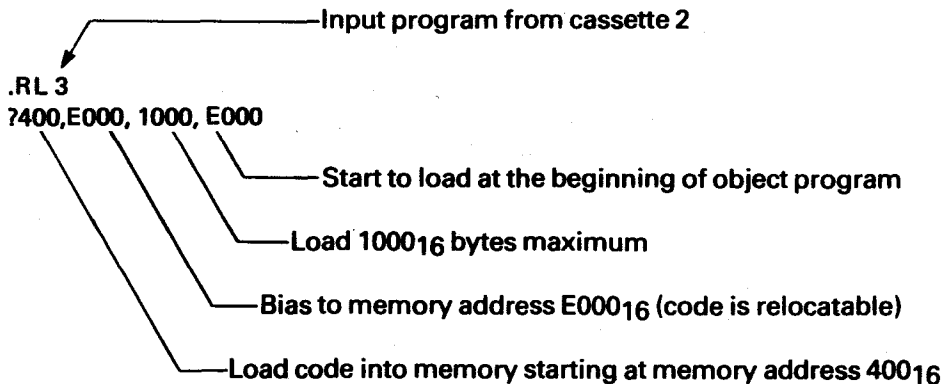 Input program from cassette 2
.RL 3
?400,E000, 1000, E000
Start to load at the beginning of object program
Load 1000₁₆ bytes maximum
Bias to memory address E000₁₆ (code is relocatable)
Load code into memory starting at memory address 400₁₆